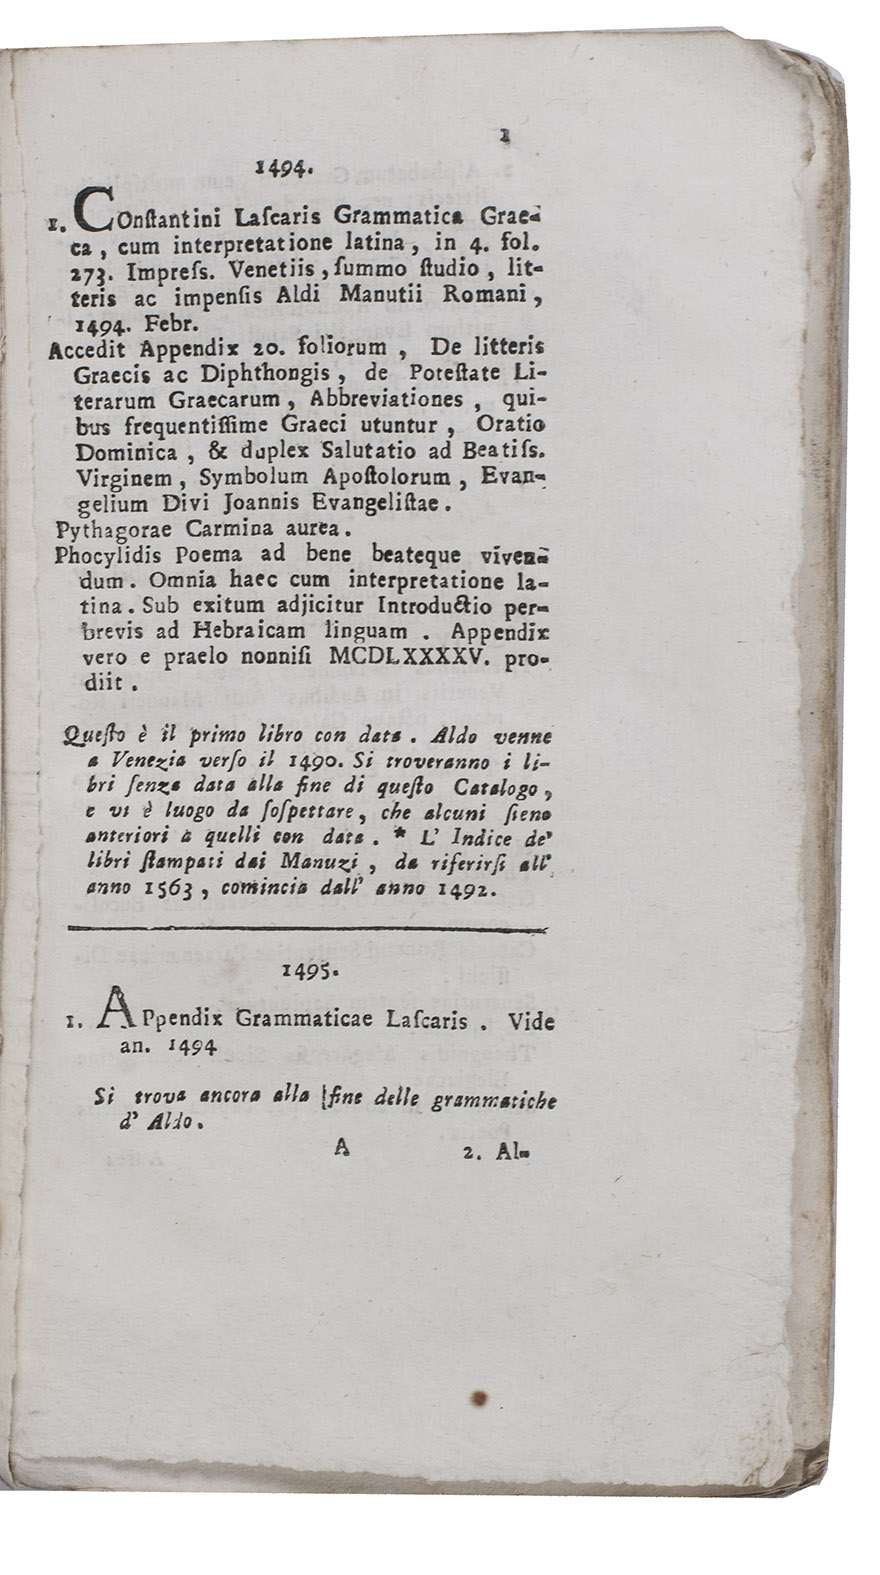 1
1494.
1. COnſtantini Laſcaris Grammatica Grae-
ca, cum interpretatione latina, in 4. fol.
273. Impreſs. Venetiis, ſummo ſtudio, lit-
teris ac impenſis Aldi Manutii Romani,
1494. Febr.
Accedit Appendix 20. foliorum, De litteris
Graecis ac Diphthongis, de Poteſtate Li-
terarum Graecarum, Abbreviationes, qui-
bus frequentiſſime Graeci utuntur, Oratio
Dominica, & duplex Salutatio ad Beatiſs.
Virginem, Symbolum Apoſtolorum, Evan-
gelium Divi Joannis Evangeliſtae.
Pythagorae Carmina aurea.
Phocylidis Poema ad bene beateque viven-
dum. Omnia haec cum interpretatione la-
tina. Sub exitum adjicitur Introductio per-
brevis ad Hebraicam linguam. Appendix
vero e praelo nonniſi MCDLXXXXV. pro-
diit.
Queſto è il primo libro con data. Aldo venne
a Venezia verſo il 1490. Si troveranno i li-
bri ſenza data alla fine di queſto Catalogo,
e vi è luogo da ſoſpettare, che alcuni ſieno
anteriori a quelli con data. * L' Indice de'
libri ſtampati dai Manuzi, da riferirſi all'
anno 1563, comincia dall' anno 1492.
1495.
1. APpendix Grammaticae Laſcaris. Vide
an. 1494
Si trova ancora alla fine delle grammatiche
d' Aldo.
A 2. Al-